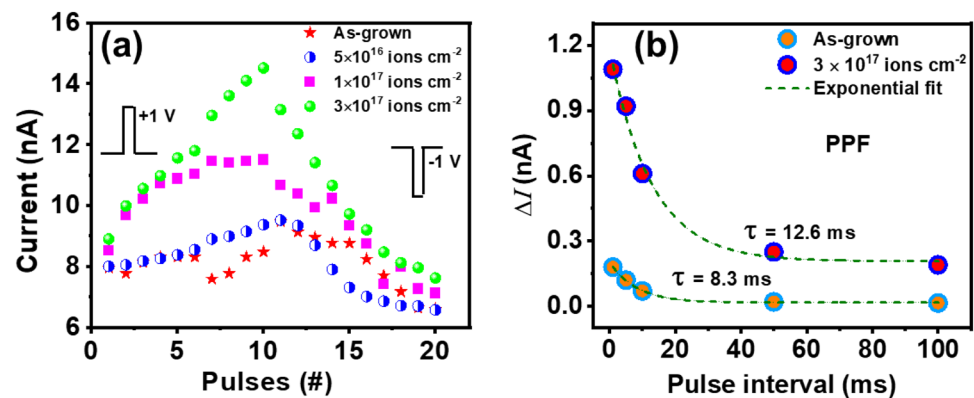 (a)
As-grown
5×10¹⁶ ions cm⁻²
1×10¹⁷ ions cm⁻²
3×10¹⁷ ions cm⁻²
+1 V
-1 V
16
14
12
10
8
6
Current (nA)
0
5
10
15
20
Pulses (#)
(b)
As-grown
3 × 10¹⁷ ions cm⁻²
Exponential fit
PPF
τ = 12.6 ms
τ = 8.3 ms
1.2
0.9
0.6
0.3
0.0
ΔI (nA)
0
20
40
60
80
100
Pulse interval (ms)